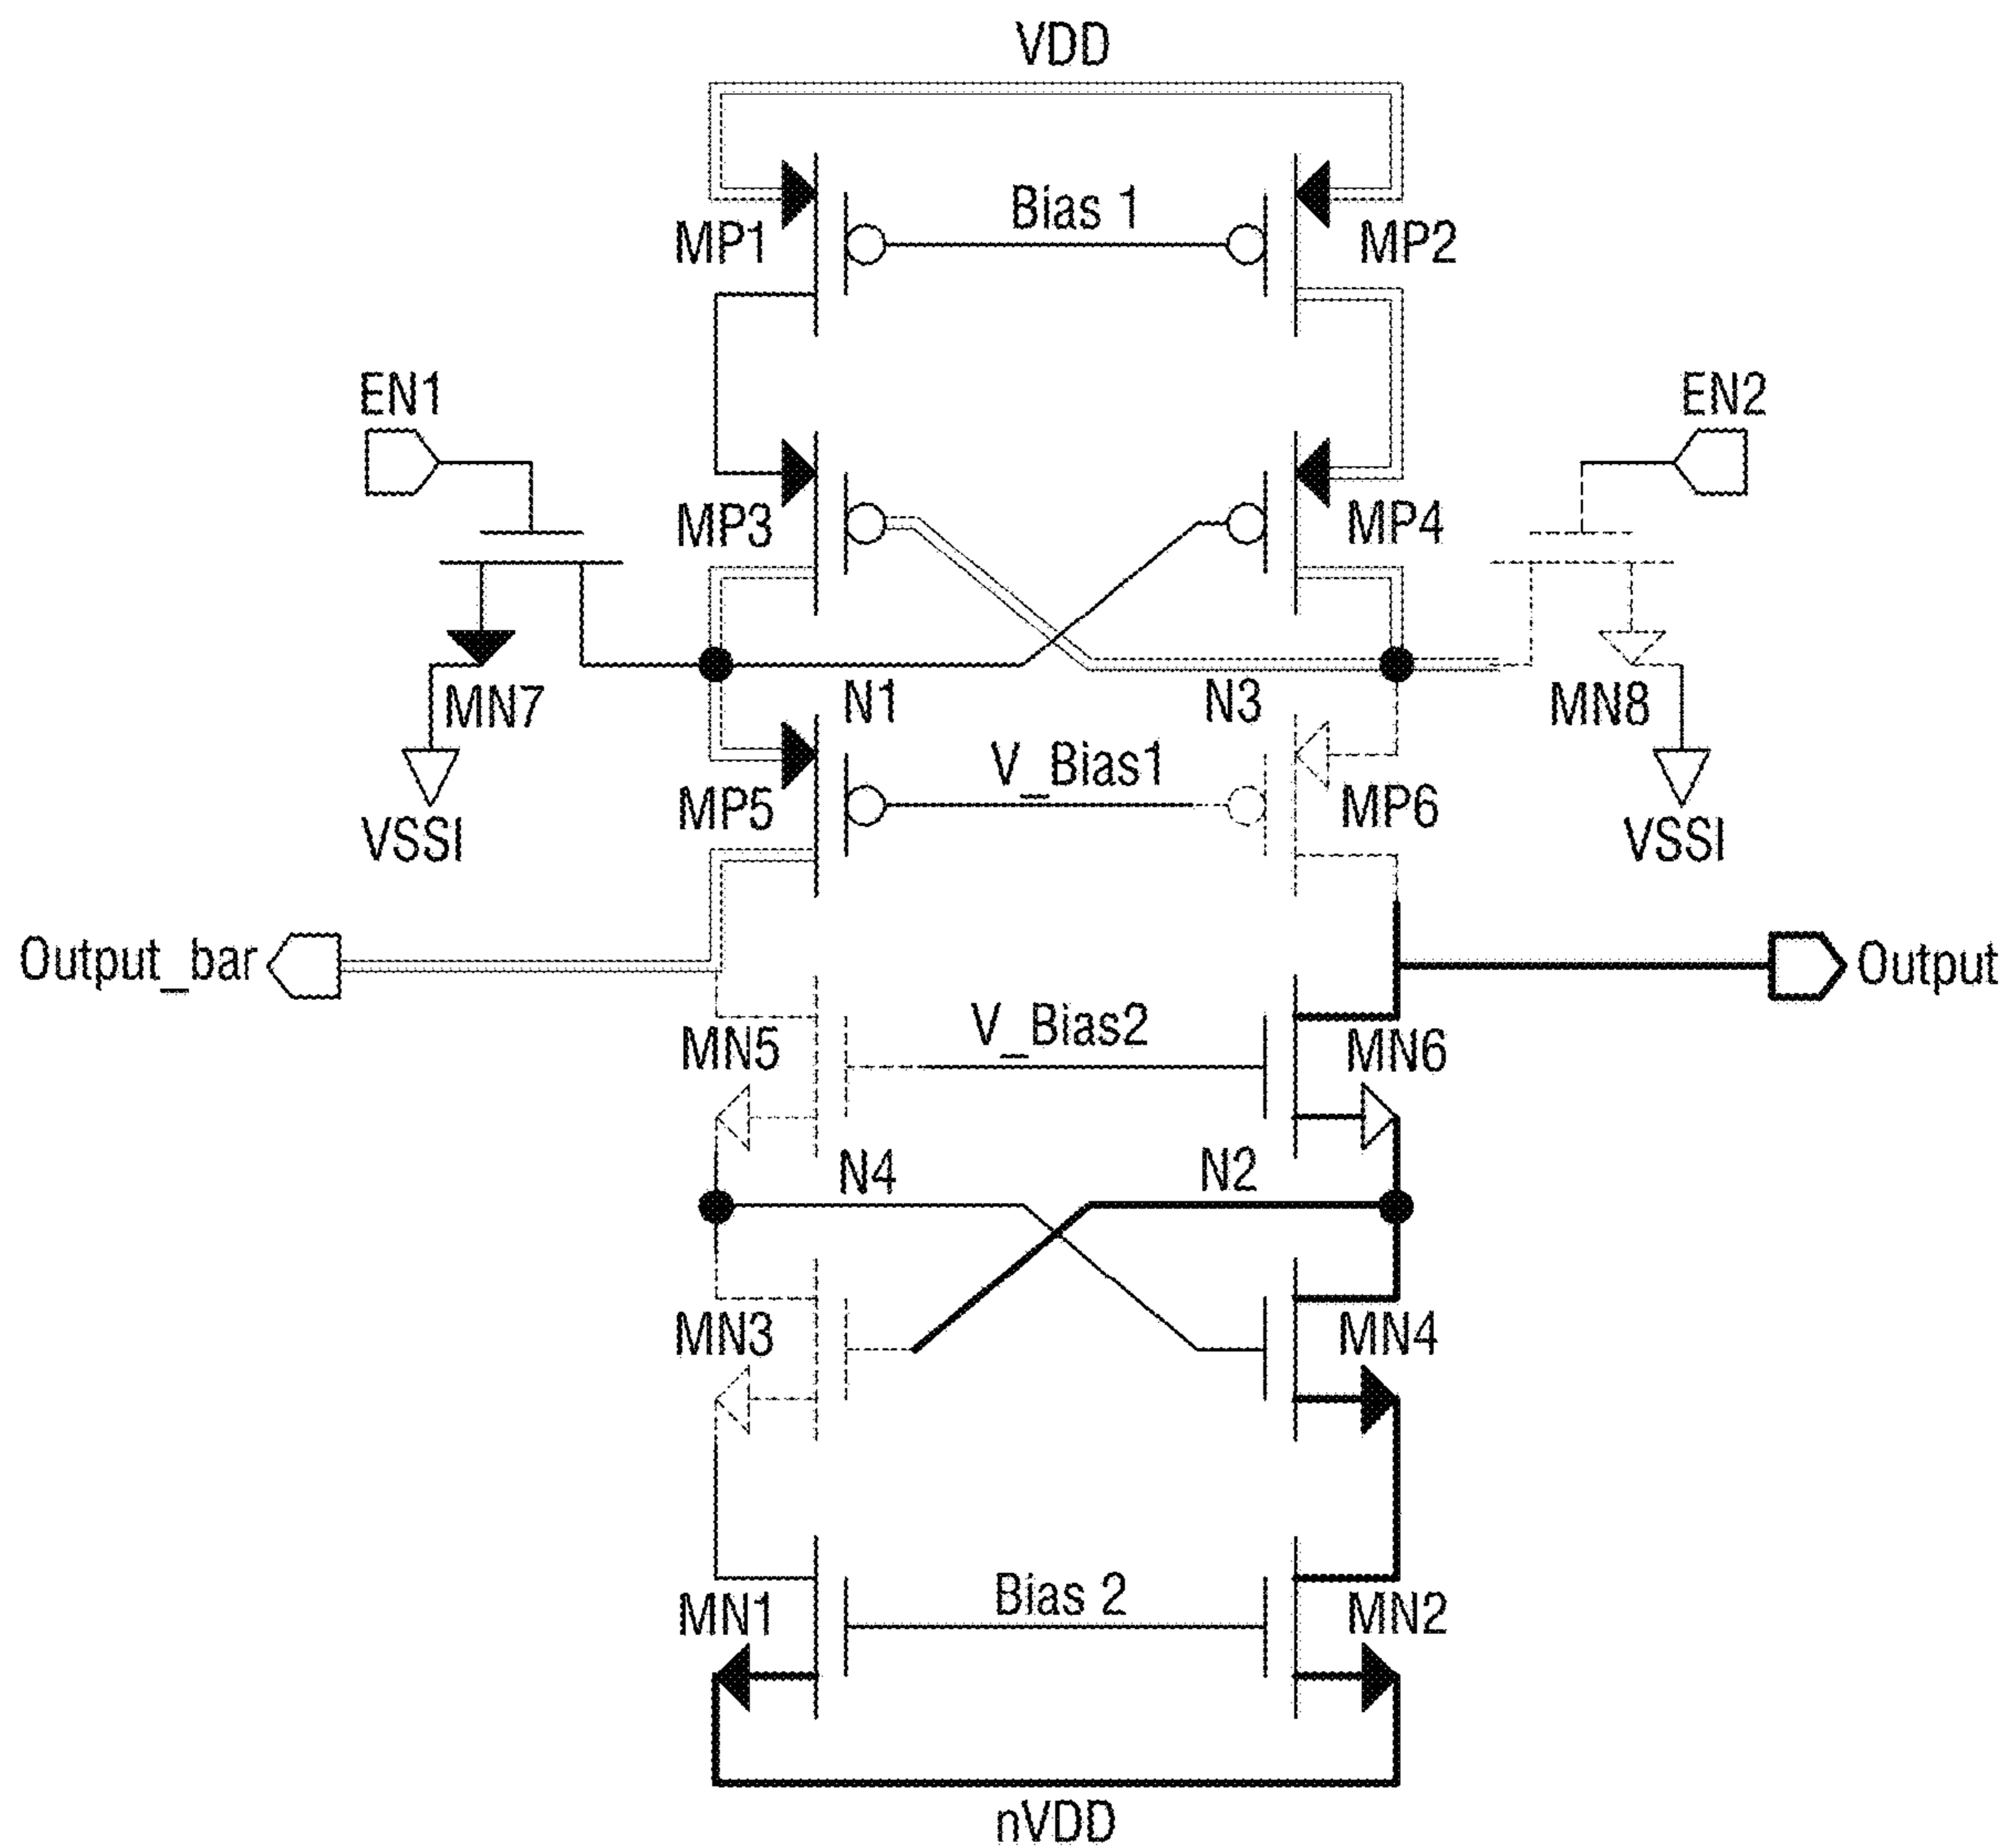 VDD
Bias 1
MP1
MP2
EN1
EN2
MP3
MP4
MN7
N1
N3
MN8
V_Bias1
MP5
MP6
VSSI
VSSI
Output_bar
Output
V_Bias2
MN5
MN6
N4
N2
MN3
MN4
Bias 2
MN1
MN2
nVDD